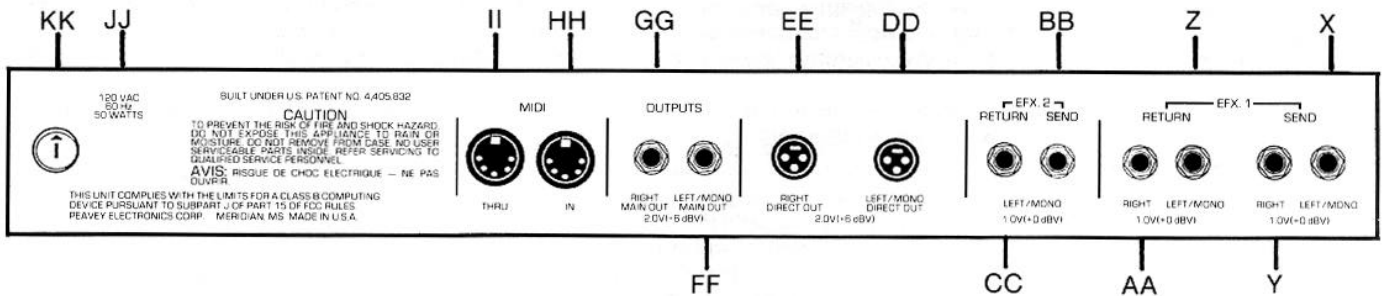 KK JJ II HH GG EE DD BB Z X
120 VAC
60 Hz
50 WATTS
BUILT UNDER U.S. PATENT NO. 4,405,832
CAUTION
TO PREVENT THE RISK OF FIRE AND SHOCK HAZARD,
DO NOT EXPOSE THIS APPLIANCE TO RAIN OR
MOISTURE. DO NOT REMOVE FROM CASE. NO USER
SERVICEABLE PARTS INSIDE. REFER SERVICING TO
QUALIFIED SERVICE PERSONNEL.
AVIS: RISQUE DE CHOC ELECTRIQUE — NE PAS
OUVRIR.
THIS UNIT COMPLIES WITH THE LIMITS FOR A CLASS B COMPUTING
DEVICE PURSUANT TO SUBPART J OF PART 15 OF FCC RULES
PEAVEY ELECTRONICS CORP. MERIDIAN, MS. MADE IN U.S.A.
MIDI
THRU IN
OUTPUTS
RIGHT LEFT/MONO
MAIN OUT MAIN OUT
2.0V(+6 dBV)
RIGHT LEFT/MONO
DIRECT OUT DIRECT OUT
2.0V(+6 dBV)
EFX. 2
RETURN SEND
LEFT/MONO
1.0V(+0 dBV)
EFX. 1
RETURN SEND
RIGHT LEFT/MONO RIGHT LEFT/MONO
1.0V(+0 dBV) 1.0V(+0 dBV)
FF CC AA Y